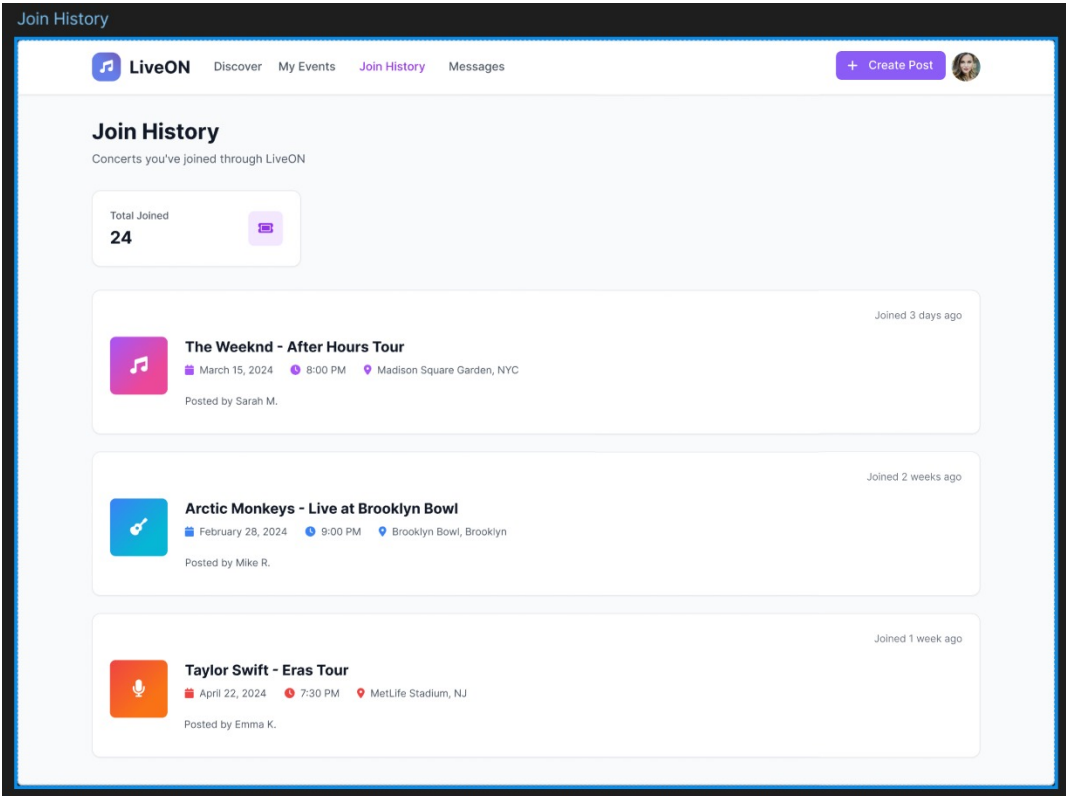 Join History
LiveON Discover My Events Join History Messages + Create Post
Join History
Concerts you've joined through LiveON
Total Joined
24
Joined 3 days ago
The Weeknd - After Hours Tour
March 15, 2024 8:00 PM Madison Square Garden, NYC
Posted by Sarah M.
Joined 2 weeks ago
Arctic Monkeys - Live at Brooklyn Bowl
February 28, 2024 9:00 PM Brooklyn Bowl, Brooklyn
Posted by Mike R.
Joined 1 week ago
Taylor Swift - Eras Tour
April 22, 2024 7:30 PM MetLife Stadium, NJ
Posted by Emma K.